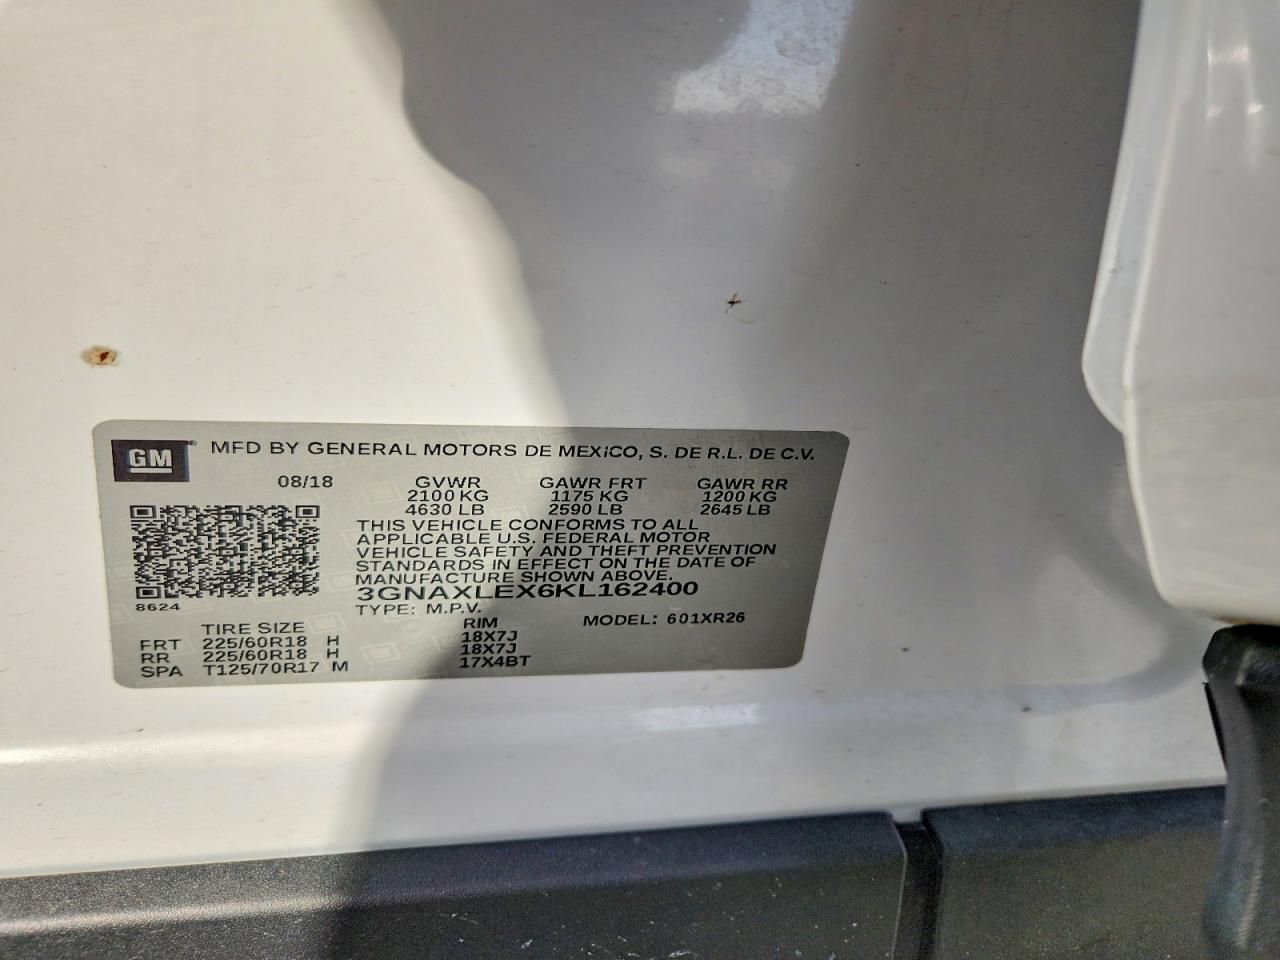 GM ® MFD BY GENERAL MOTORS DE MEXICO, S. DE R.L. DE C.V.
08/18 GVWR GAWR FRT GAWR RR
2100 KG 1175 KG 1200 KG
4630 LB 2590 LB 2645 LB
THIS VEHICLE CONFORMS TO ALL
APPLICABLE U.S. FEDERAL MOTOR
VEHICLE SAFETY AND THEFT PREVENTION
STANDARDS IN EFFECT ON THE DATE OF
MANUFACTURE SHOWN ABOVE.
3GNAXLEX6KL162400
8624 TYPE: M.P.V.
TIRE SIZE RIM MODEL: 601XR26
FRT 225/60R18 H 18X7J
RR 225/60R18 H 18X7J
SPA T125/70R17 M 17X4BT